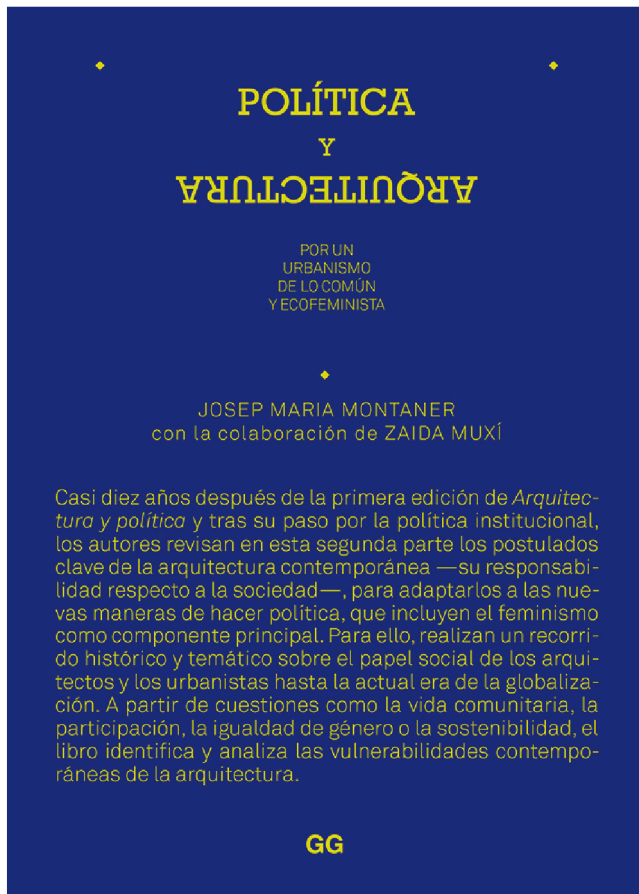 POLÍTICA
Y
ARQUITECTURA
POR UN
URBANISMO
DE LO COMÚN
Y ECOFEMINISTA
JOSEP MARIA MONTANER
con la colaboración de ZAIDA MUXÍ
Casi diez años después de la primera edición de Arquitec-
tura y política y tras su paso por la política institucional,
los autores revisan en esta segunda parte los postulados
clave de la arquitectura contemporánea —su responsabi-
lidad respecto a la sociedad—, para adaptarlos a las nue-
vas maneras de hacer política, que incluyen el feminismo
como componente principal. Para ello, realizan un recorri-
do histórico y temático sobre el papel social de los arqui-
tectos y los urbanistas hasta la actual era de la globaliza-
ción. A partir de cuestiones como la vida comunitaria, la
participación, la igualdad de género o la sostenibilidad, el
libro identifica y analiza las vulnerabilidades contempo-
ráneas de la arquitectura.
GG